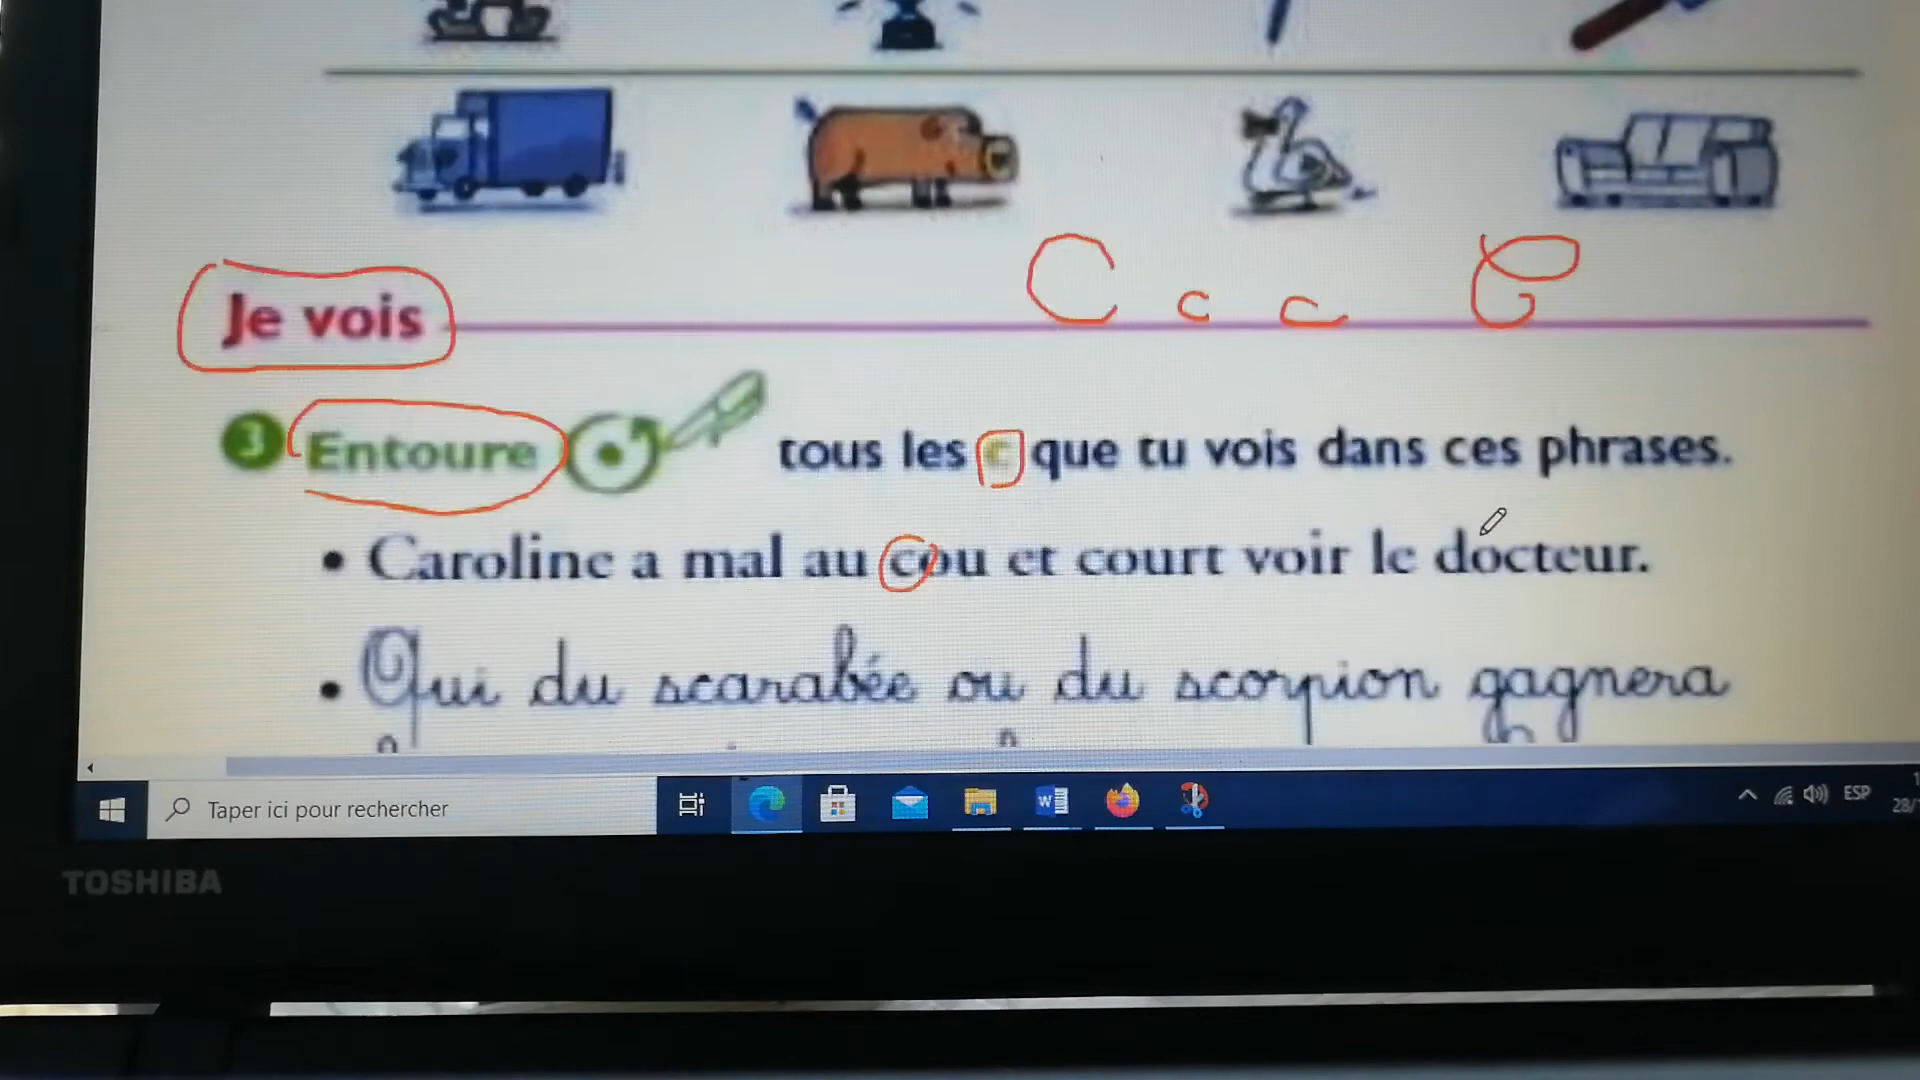 C c c C
Je vois
3 Entoure tous les c que tu vois dans ces phrases.
• Caroline a mal au cou et court voir le docteur.
• Qui du scarabée ou du scorpion gagnera
Taper ici pour rechercher
ESP
28/
TOSHIBA